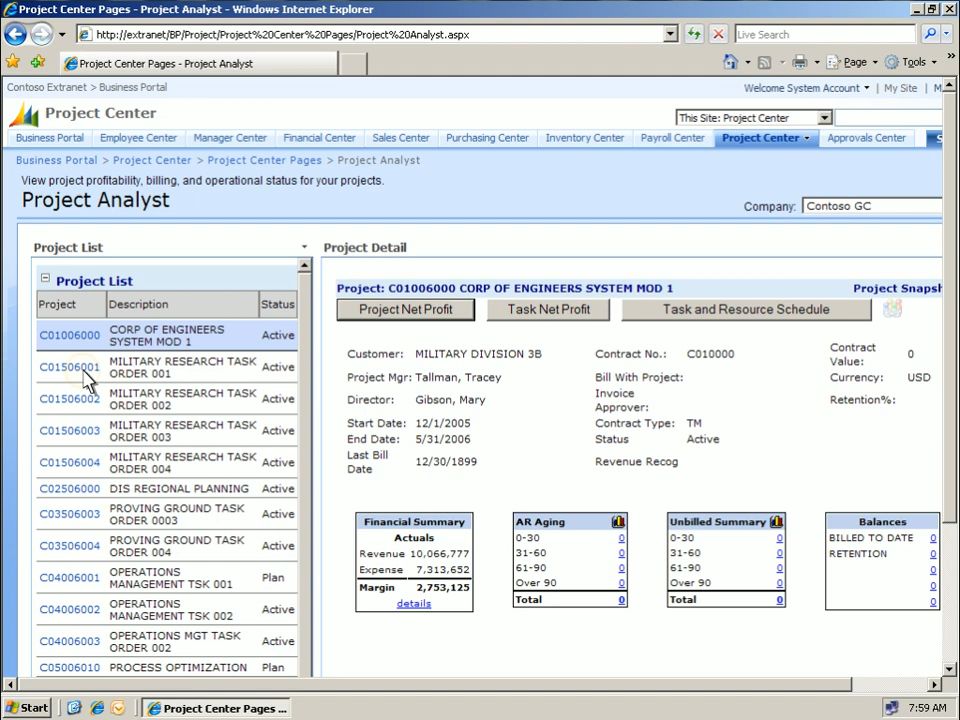 Project Center Pages - Project Analyst - Windows Internet Explorer
http://extranet/BP/Project/Project%20Center%20Pages/Project%20Analyst.aspx
Live Search
Project Center Pages - Project Analyst
Page
Tools
Contoso Extranet > Business Portal
Welcome System Account
My Site
Project Center
This Site: Project Center
Business Portal Employee Center Manager Center Financial Center Sales Center Purchasing Center Inventory Center Payroll Center Project Center Approvals Center
Business Portal > Project Center > Project Center Pages > Project Analyst
View project profitability, billing, and operational status for your projects.
Project Analyst
Company: Contoso GC
Project List
Project List
Project Description Status
C01006000 CORP OF ENGINEERS SYSTEM MOD 1 Active
C01506001 MILITARY RESEARCH TASK ORDER 001 Active
C01506002 MILITARY RESEARCH TASK ORDER 002 Active
C01506003 MILITARY RESEARCH TASK ORDER 003 Active
C01506004 MILITARY RESEARCH TASK ORDER 004 Active
C02506000 DIS REGIONAL PLANNING Active
C03506003 PROVING GROUND TASK ORDER 0003 Active
C03506004 PROVING GROUND TASK ORDER 004 Active
C04006001 OPERATIONS MANAGEMENT TSK 001 Plan
C04006002 OPERATIONS MANAGEMENT TSK 002 Active
C04006003 OPERATIONS MGT TASK ORDER 002 Active
C05006010 PROCESS OPTIMIZATION Plan
Project Detail
Project: C01006000 CORP OF ENGINEERS SYSTEM MOD 1
Project Snapsh
Project Net Profit
Task Net Profit
Task and Resource Schedule
Customer: MILITARY DIVISION 3B
Project Mgr: Tallman, Tracey
Director: Gibson, Mary
Start Date: 12/1/2005
End Date: 5/31/2006
Last Bill Date 12/30/1899
Contract No.: C010000
Bill With Project:
Invoice Approver:
Contract Type: TM
Status Active
Revenue Recog
Contract Value: 0
Currency: USD
Retention%:
Financial Summary
Actuals
Revenue 10,066,777
Expense 7,313,652
Margin 2,753,125
details
AR Aging
0-30 0
31-60 0
61-90 0
Over 90 0
Total 0
Unbilled Summary
0-30 0
31-60 0
61-90 0
Over 90 0
Total 0
Balances
BILLED TO DATE 0
RETENTION 0
0
0
0
Start
Project Center Pages ...
7:59 AM